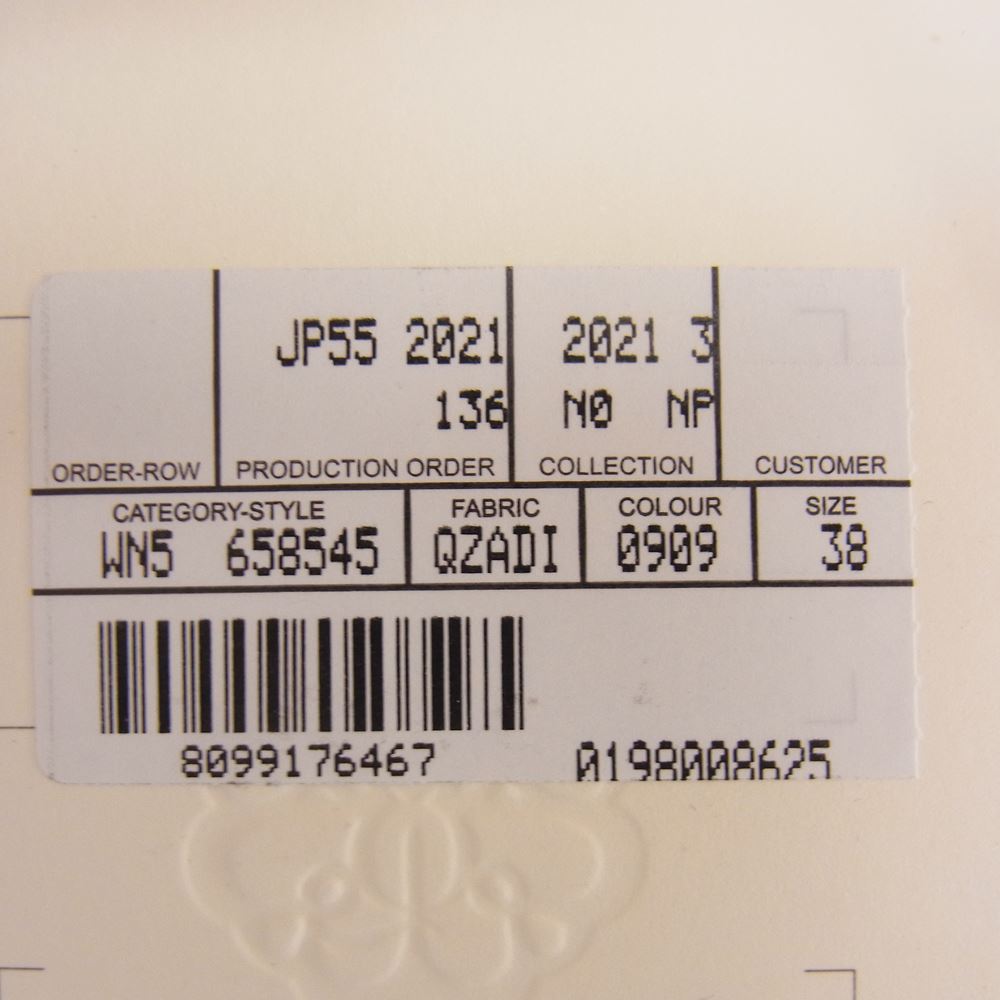 JP55 2021 2021 3
136 N0 NP
ORDER-ROW PRODUCTION ORDER COLLECTION CUSTOMER
CATEGORY-STYLE FABRIC COLOUR SIZE
WN5 658545 QZADI 0909 38
8099176467 0198008625